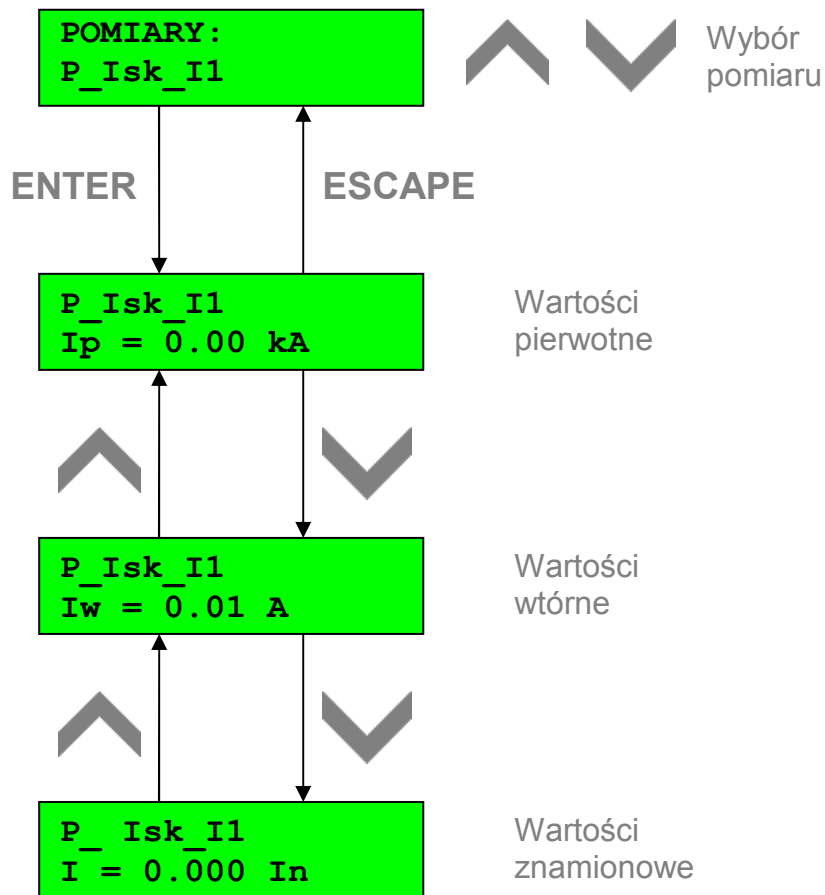 POMIARY:
P_Isk_I1
Wybór
pomiaru
ENTER
ESCAPE
P_Isk_I1
Ip = 0.00 kA
Wartości
pierwotne
P_Isk_I1
Iw = 0.01 A
Wartości
wtórne
P_ Isk_I1
I = 0.000 In
Wartości
znamionowe